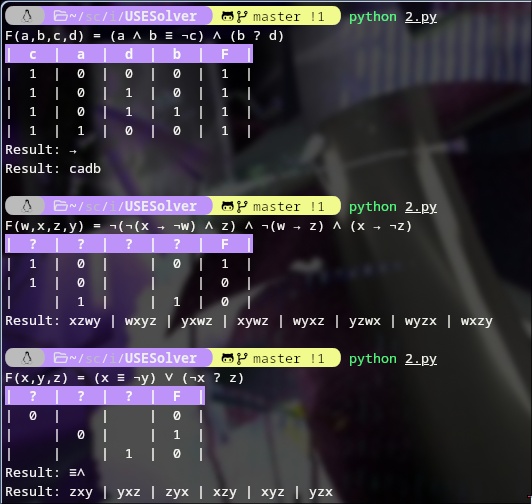 ~/sc/i/USESolver master !1 python 2.py
F(a,b,c,d) = (a ∧ b ≡ ¬c) ∧ (b ? d)
| c | a | d | b | F |
| 1 | 0 | 0 | 0 | 1 |
| 1 | 0 | 1 | 0 | 1 |
| 1 | 0 | 1 | 1 | 1 |
| 1 | 1 | 0 | 0 | 1 |
Result: →
Result: cadb
~/sc/i/USESolver master !1 python 2.py
F(w,x,z,y) = ¬(¬(x → ¬w) ∧ z) ∧ ¬(w → z) ∧ (x → ¬z)
| ? | ? | ? | ? | F |
| 1 | 0 | | 0 | 1 |
| 1 | 0 | | | 0 |
| | 1 | | 1 | 0 |
Result: xzwy | wxyz | yxwz | xywz | wyxz | yzwx | wyzx | wxzy
~/sc/i/USESolver master !1 python 2.py
F(x,y,z) = (x ≡ ¬y) ∨ (¬x ? z)
| ? | ? | ? | F |
| 0 | | | 0 |
| | 0 | | 1 |
| | | 1 | 0 |
Result: ≡∧
Result: zxy | yxz | zyx | xzy | xyz | yzx